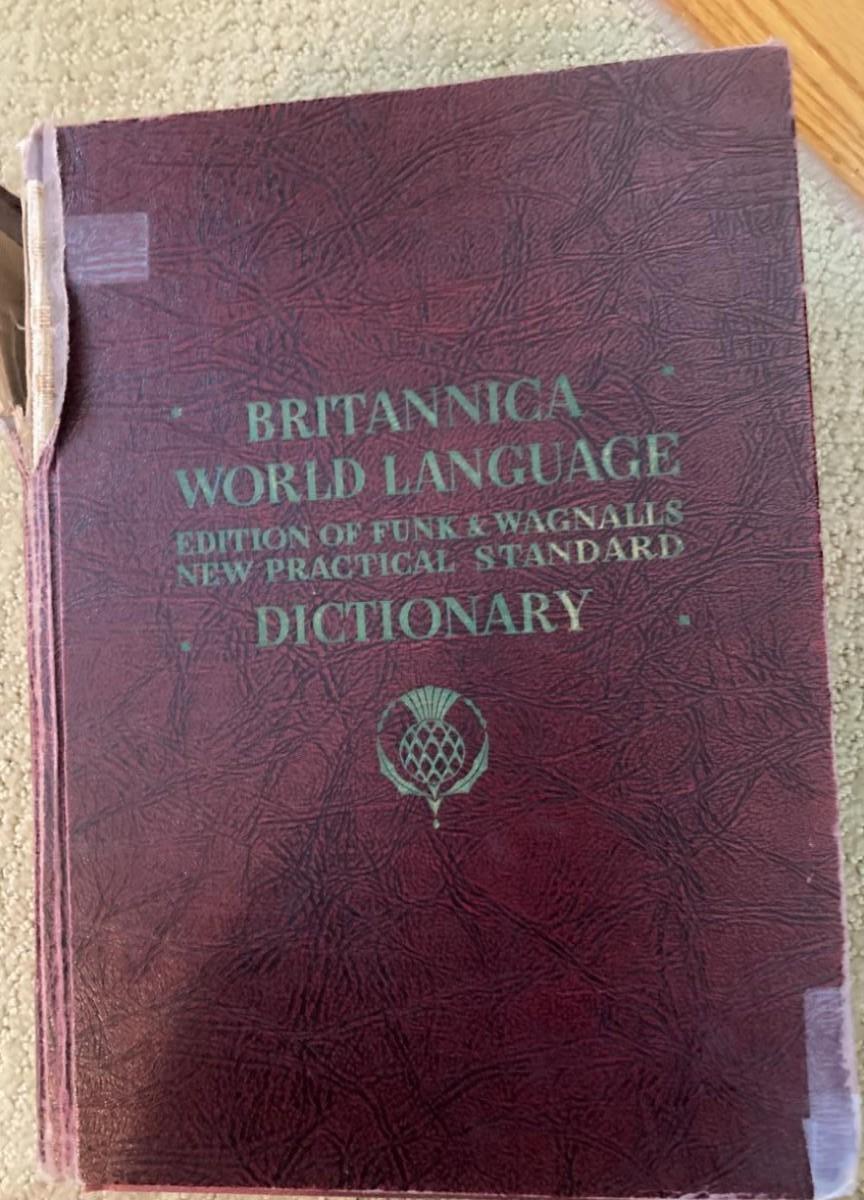 BRITANNICA
WORLD LANGUAGE
EDITION OF FUNK & WAGNALLS
NEW PRACTICAL STANDARD
DICTIONARY